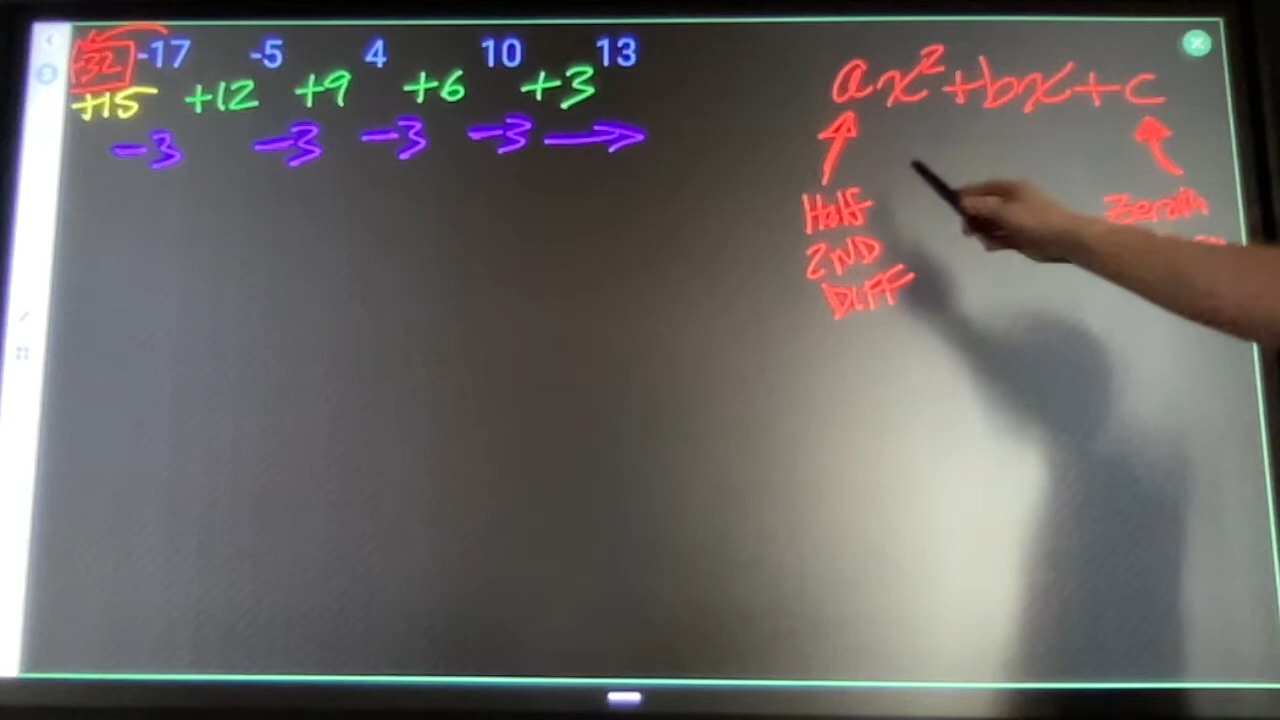 -32 -17 -5 4 10 13
+15 +12 +9 +6 +3
-3 -3 -3 -3 →
ax²+bx+c
Half
2ND
DIFF
Zeroth